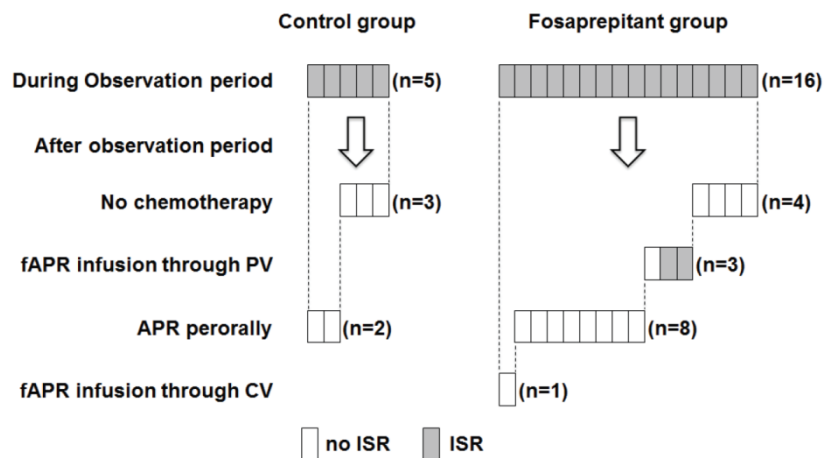 Control group Fosaprepitant group
During Observation period (n=5) (n=16)
After observation period
No chemotherapy (n=3) (n=4)
fAPR infusion through PV (n=3)
APR perorally (n=2) (n=8)
fAPR infusion through CV (n=1)
no ISR ISR